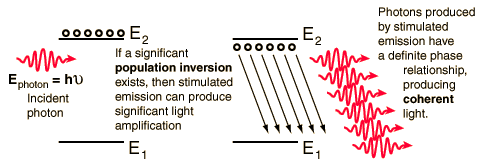 E2
E_photon = hυ
Incident
photon
If a significant
population inversion
exists, then stimulated
emission can produce
significant light
amplification
E1
E2
E1
Photons produced
by stimulated
emission have
a definite phase
relationship,
producing
coherent
light.